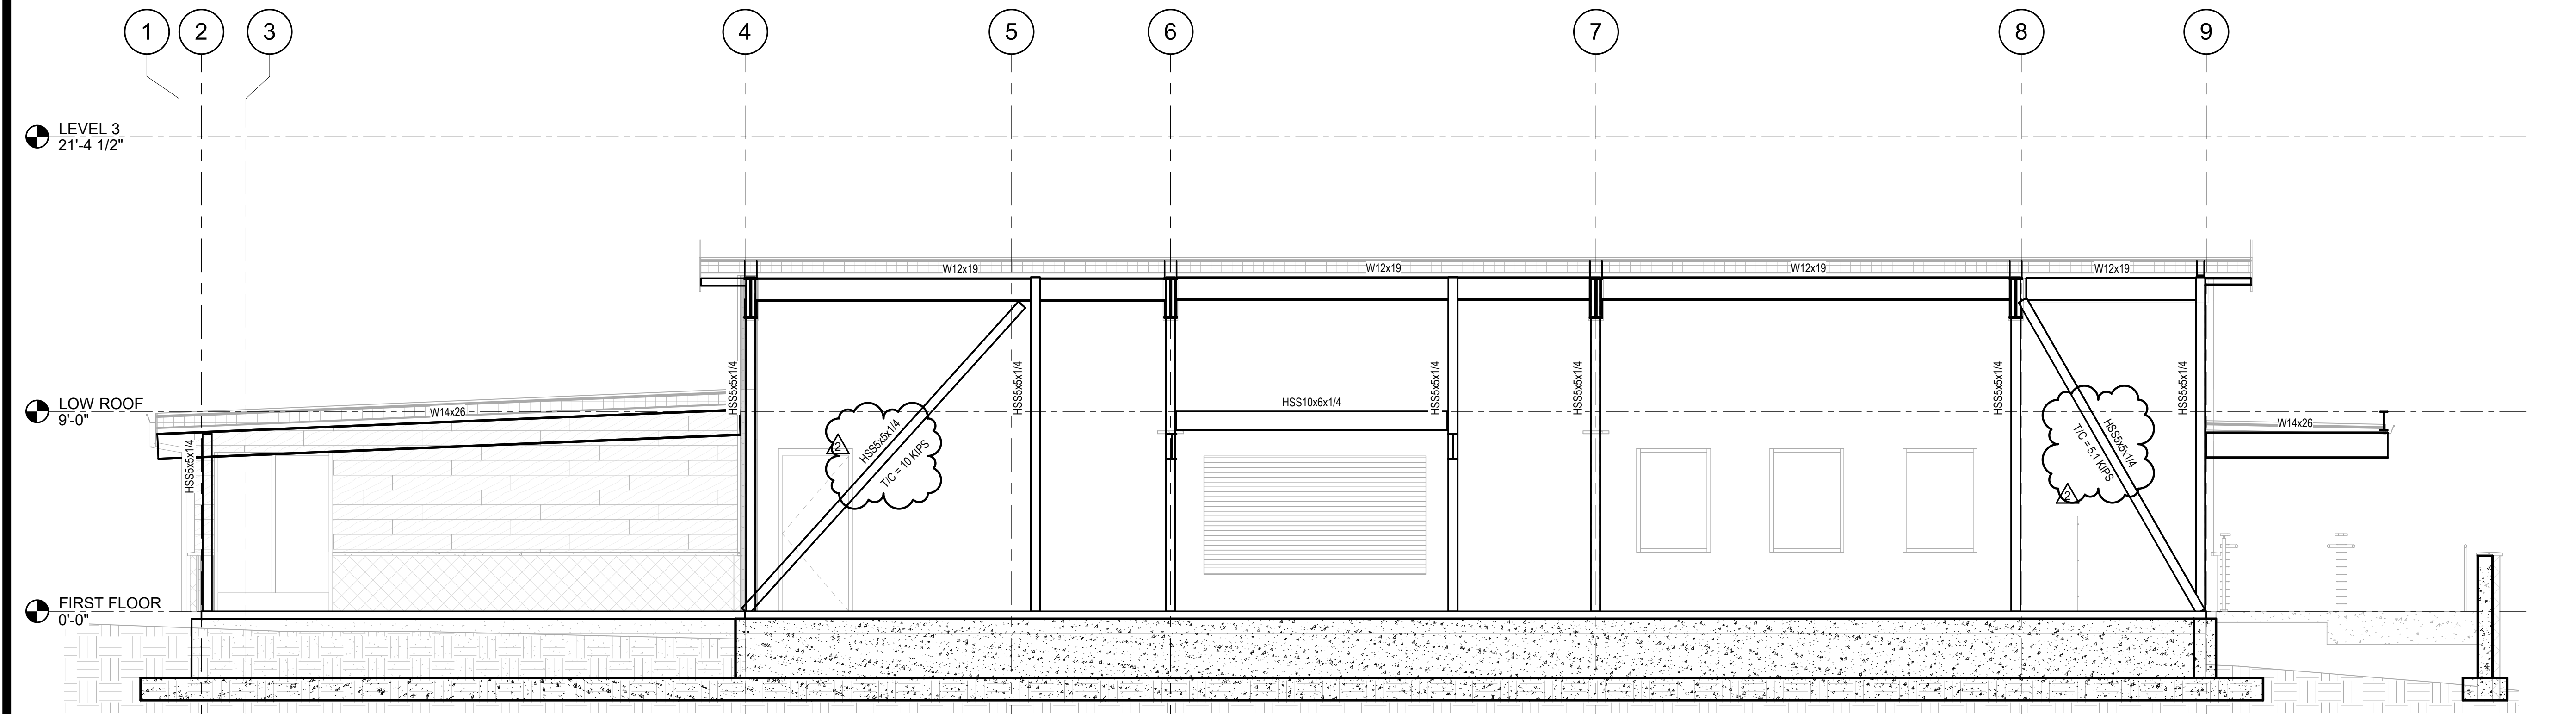 1 2 3 4 5 6 7 8 9
LEVEL 3
21'-4 1/2"
W12x19 W12x19 W12x19 W12x19
LOW ROOF
9'-0"
W14x26
HSS5x5x1/4
HSS5x5x1/4
HSS5x5x1/4
2
T/C = 10 KIPS
HSS5x5x1/4
HSS10x6x1/4
HSS5x5x1/4
HSS5x5x1/4
HSS5x5x1/4
HSS5x5x1/4
T/C = 5.1 KIPS
2
HSS5x5x1/4
W14x26
FIRST FLOOR
0'-0"